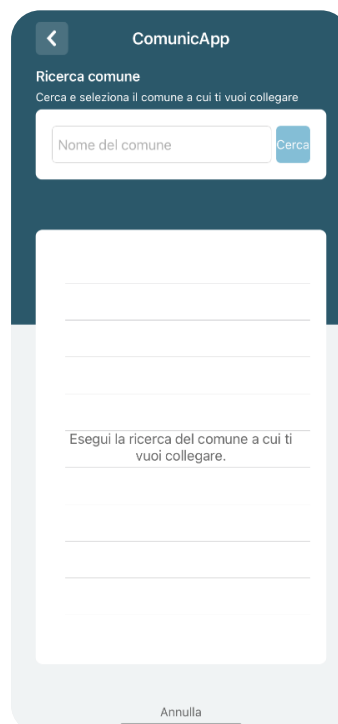 ComunicApp
Ricerca comune
Cerca e seleziona il comune a cui ti vuoi collegare
Nome del comune Cerca
Esegui la ricerca del comune a cui ti
vuoi collegare.
Annulla